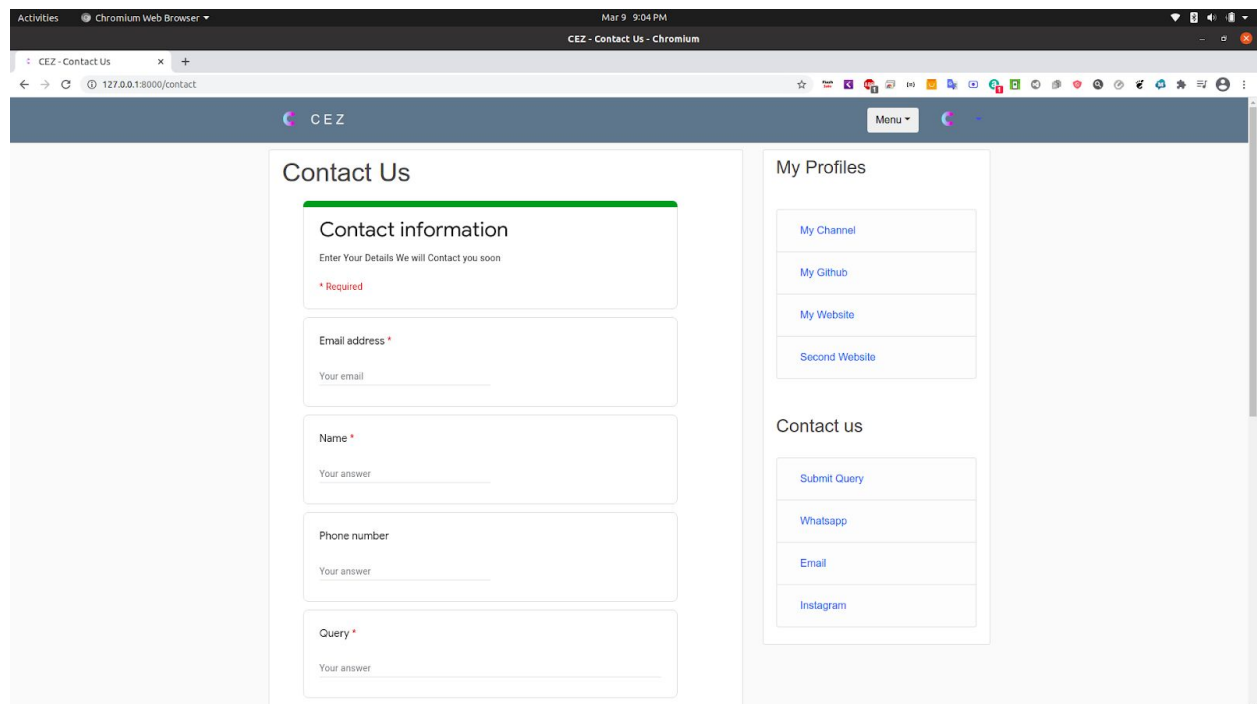 Activities Chromium Web Browser Mar 9 9:04 PM
CEZ - Contact Us - Chromium
CEZ - Contact Us
127.0.0.1:8000/contact
CEZ Menu
Contact Us
Contact information
Enter Your Details We will Contact you soon
* Required
Email address *
Your email
Name *
Your answer
Phone number
Your answer
Query *
Your answer
My Profiles
My Channel
My Github
My Website
Second Website
Contact us
Submit Query
Whatsapp
Email
Instagram